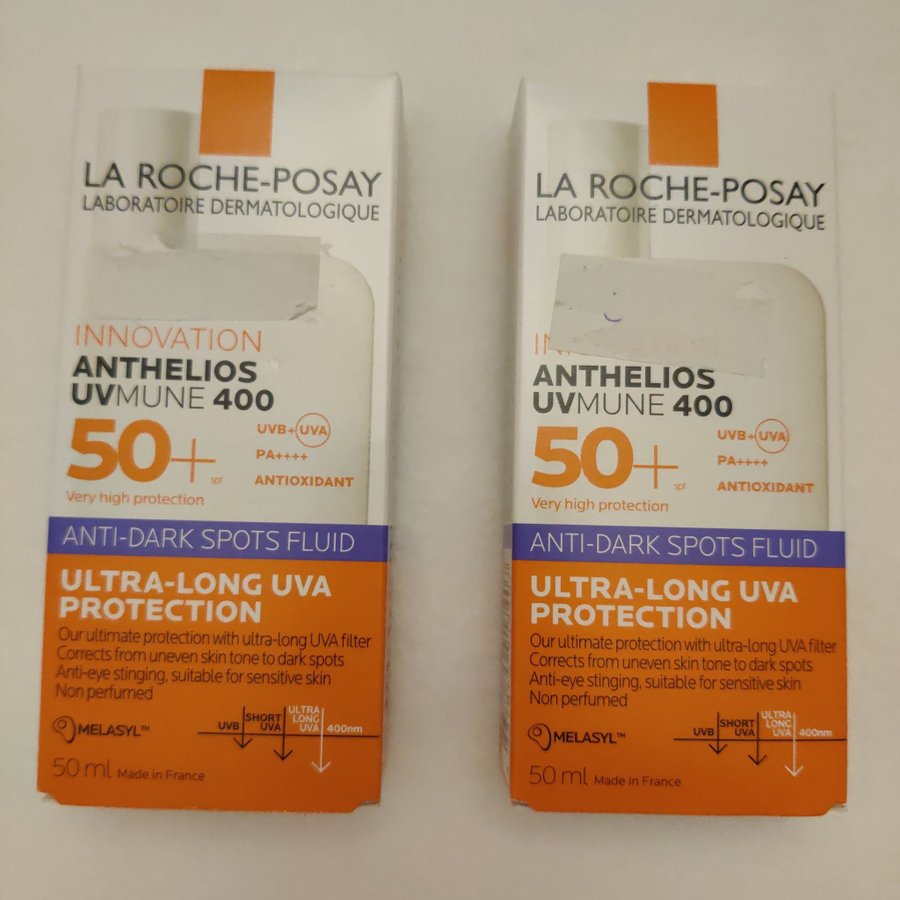 LA ROCHE-POSAY
LABORATOIRE DERMATOLOGIQUE
INNOVATION
ANTHELIOS
UVMUNE 400
50+ spf
UVB+UVA
PA++++
ANTIOXIDANT
Very high protection
ANTI-DARK SPOTS FLUID
ULTRA-LONG UVA
PROTECTION
Our ultimate protection with ultra-long UVA filter
Corrects from uneven skin tone to dark spots
Anti-eye stinging, suitable for sensitive skin
Non perfumed
MELASYL™
UVB
SHORT
UVA
ULTRA
LONG
UVA
400nm
50 ml Made in France
LA ROCHE-POSAY
LABORATOIRE DERMATOLOGIQUE
ANTHELIOS
UVMUNE 400
50+ spf
UVB+UVA
PA++++
ANTIOXIDANT
Very high protection
ANTI-DARK SPOTS FLUID
ULTRA-LONG UVA
PROTECTION
Our ultimate protection with ultra-long UVA filter
Corrects from uneven skin tone to dark spots
Anti-eye stinging, suitable for sensitive skin
Non perfumed
MELASYL™
UVB
SHORT
UVA
ULTRA
LONG
UVA
400nm
50 ml Made in France